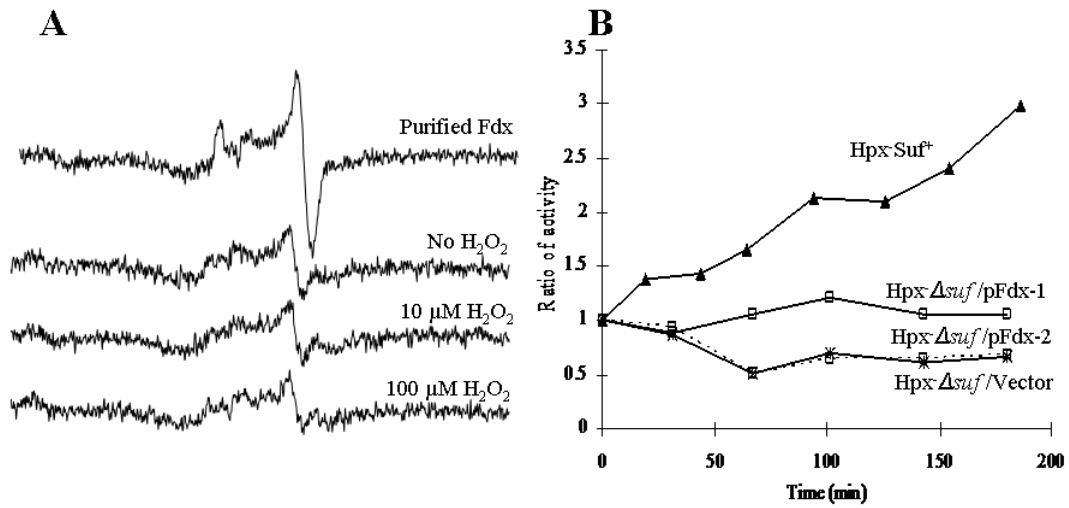 A
Purified Fdx
No H₂O₂
10 µM H₂O₂
100 µM H₂O₂
B
Ratio of activity
3.5
3
2.5
2
1.5
1
0.5
0
Hpx⁻Suf⁺
Hpx⁻Δsuf/pFdx-1
Hpx⁻Δsuf/pFdx-2
Hpx⁻Δsuf/Vector
0 50 100 150 200
Time (min)